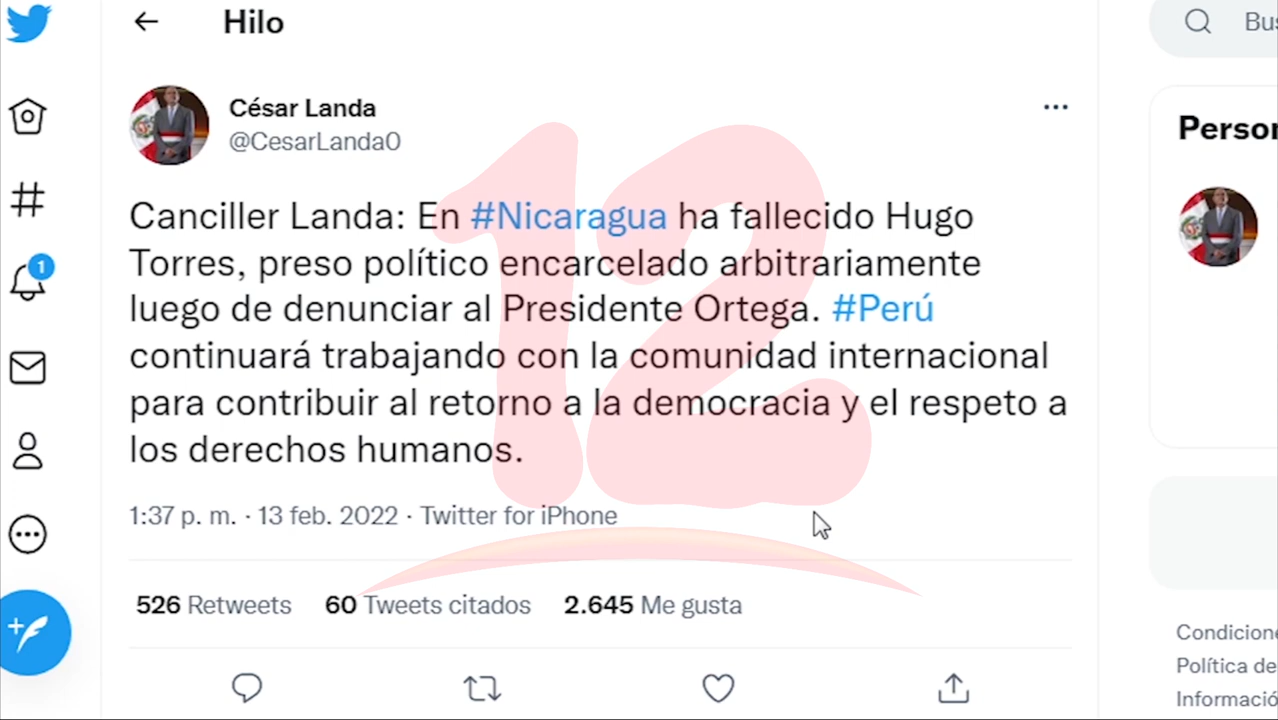 Hilo
Bus
César Landa
@CesarLanda0
Canciller Landa: En #Nicaragua ha fallecido Hugo
Torres, preso político encarcelado arbitrariamente
luego de denunciar al Presidente Ortega. #Perú
continuará trabajando con la comunidad internacional
para contribuir al retorno a la democracia y el respeto a
los derechos humanos.
1:37 p. m. · 13 feb. 2022 · Twitter for iPhone
526 Retweets 60 Tweets citados 2.645 Me gusta
1
12
Person
Condicione
Política de
Informació